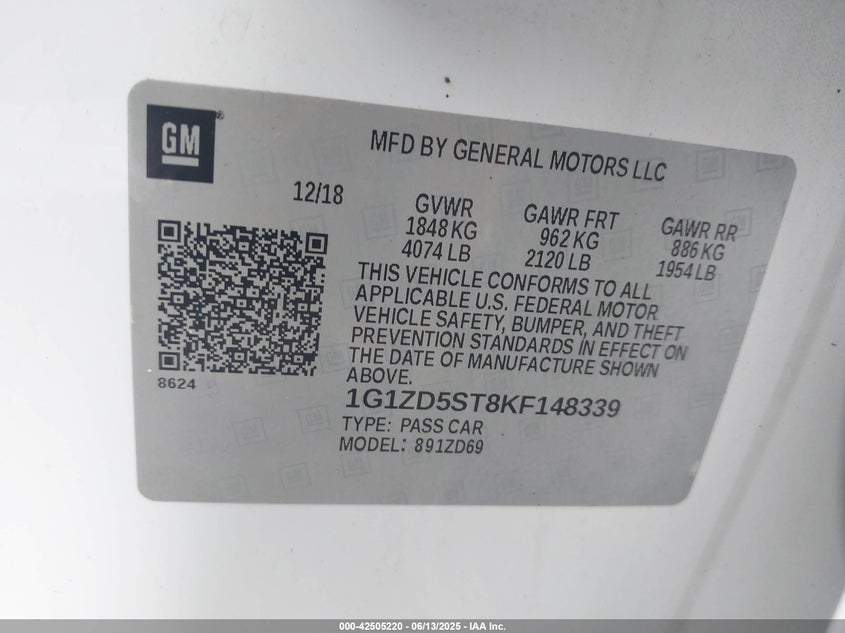 GM®
MFD BY GENERAL MOTORS LLC
12/18
GVWR
1848 KG
4074 LB
GAWR FRT
962 KG
2120 LB
GAWR RR
886 KG
1954 LB
THIS VEHICLE CONFORMS TO ALL
APPLICABLE U.S. FEDERAL MOTOR
VEHICLE SAFETY, BUMPER, AND THEFT
PREVENTION STANDARDS IN EFFECT ON
THE DATE OF MANUFACTURE SHOWN
ABOVE.
8624
1G1ZD5ST8KF148339
TYPE: PASS CAR
MODEL: 891ZD69
000-42505220 - 06/13/2025 - IAA Inc.